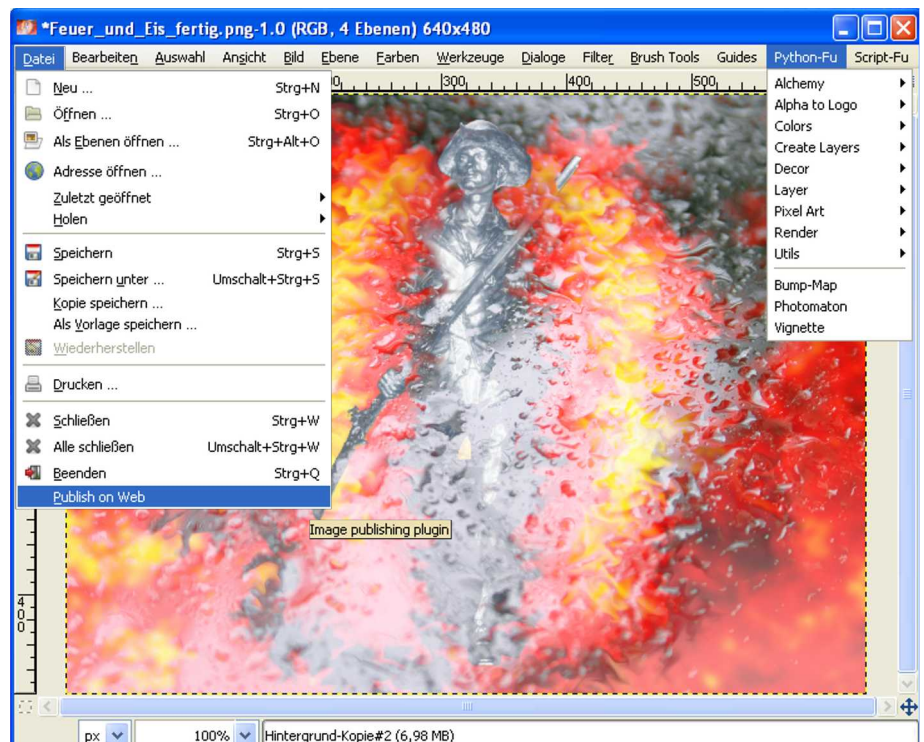 *Feuer_und_Eis_fertig.png-1.0 (RGB, 4 Ebenen) 640x480
Datei Bearbeiten Auswahl Ansicht Bild Ebene Farben Werkzeuge Dialoge Filter Brush Tools Guides Python-Fu Script-Fu
300 400 500
Neu ... Strg+N
Öffnen ... Strg+O
Als Ebenen öffnen ... Strg+Alt+O
Adresse öffnen ...
Zuletzt geöffnet
Holen
Speichern Strg+S
Speichern unter ... Umschalt+Strg+S
Kopie speichern ...
Als Vorlage speichern ...
Wiederherstellen
Drucken ...
Schließen Strg+W
Alle schließen Umschalt+Strg+W
Beenden Strg+Q
Publish on Web
Image publishing plugin
Alchemy
Alpha to Logo
Colors
Create Layers
Decor
Layer
Pixel Art
Render
Utils
Bump-Map
Photomaton
Vignette
400
px 100% Hintergrund-Kopie#2 (6,98 MB)